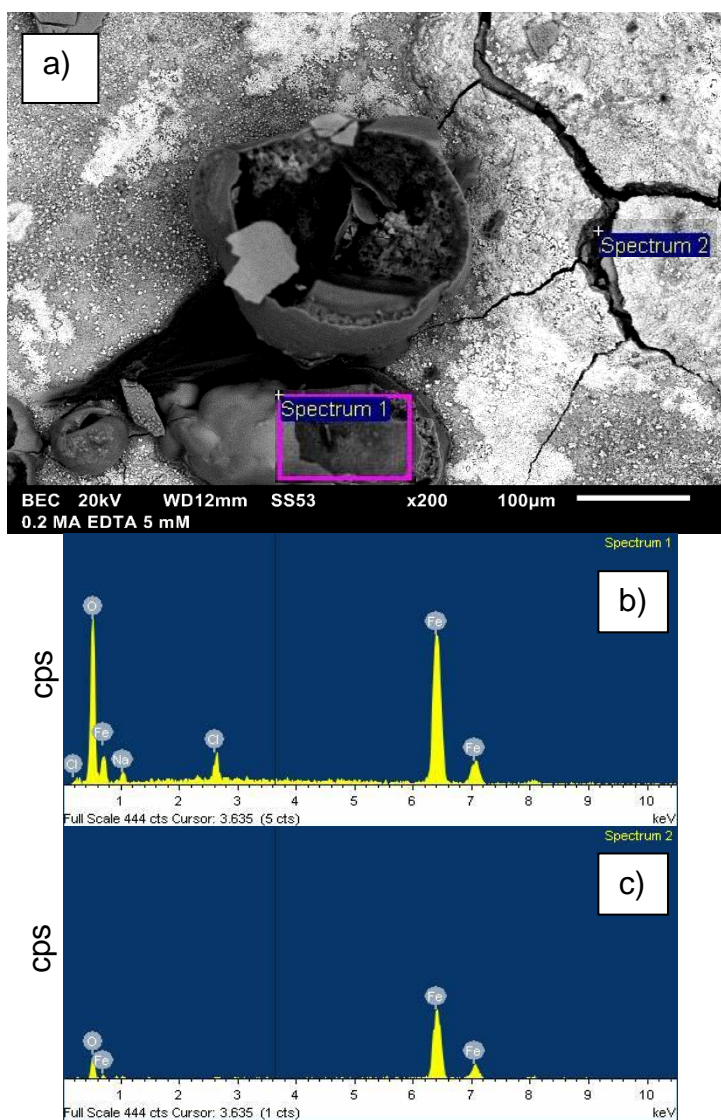 a)
Spectrum 2
Spectrum 1
BEC 20kV WD12mm SS53 x200 100µm
0.2 MA EDTA 5 mM
Spectrum 1
b)
O
Fe
Fe
Cl
Na
Cl
Fe
cps
1 2 3 4 5 6 7 8 9 10
Full Scale 444 cts Cursor: 3.635 (5 cts) keV
Spectrum 2
c)
Fe
O
Fe
Fe
cps
1 2 3 4 5 6 7 8 9 10
Full Scale 444 cts Cursor: 3.635 (1 cts) keV